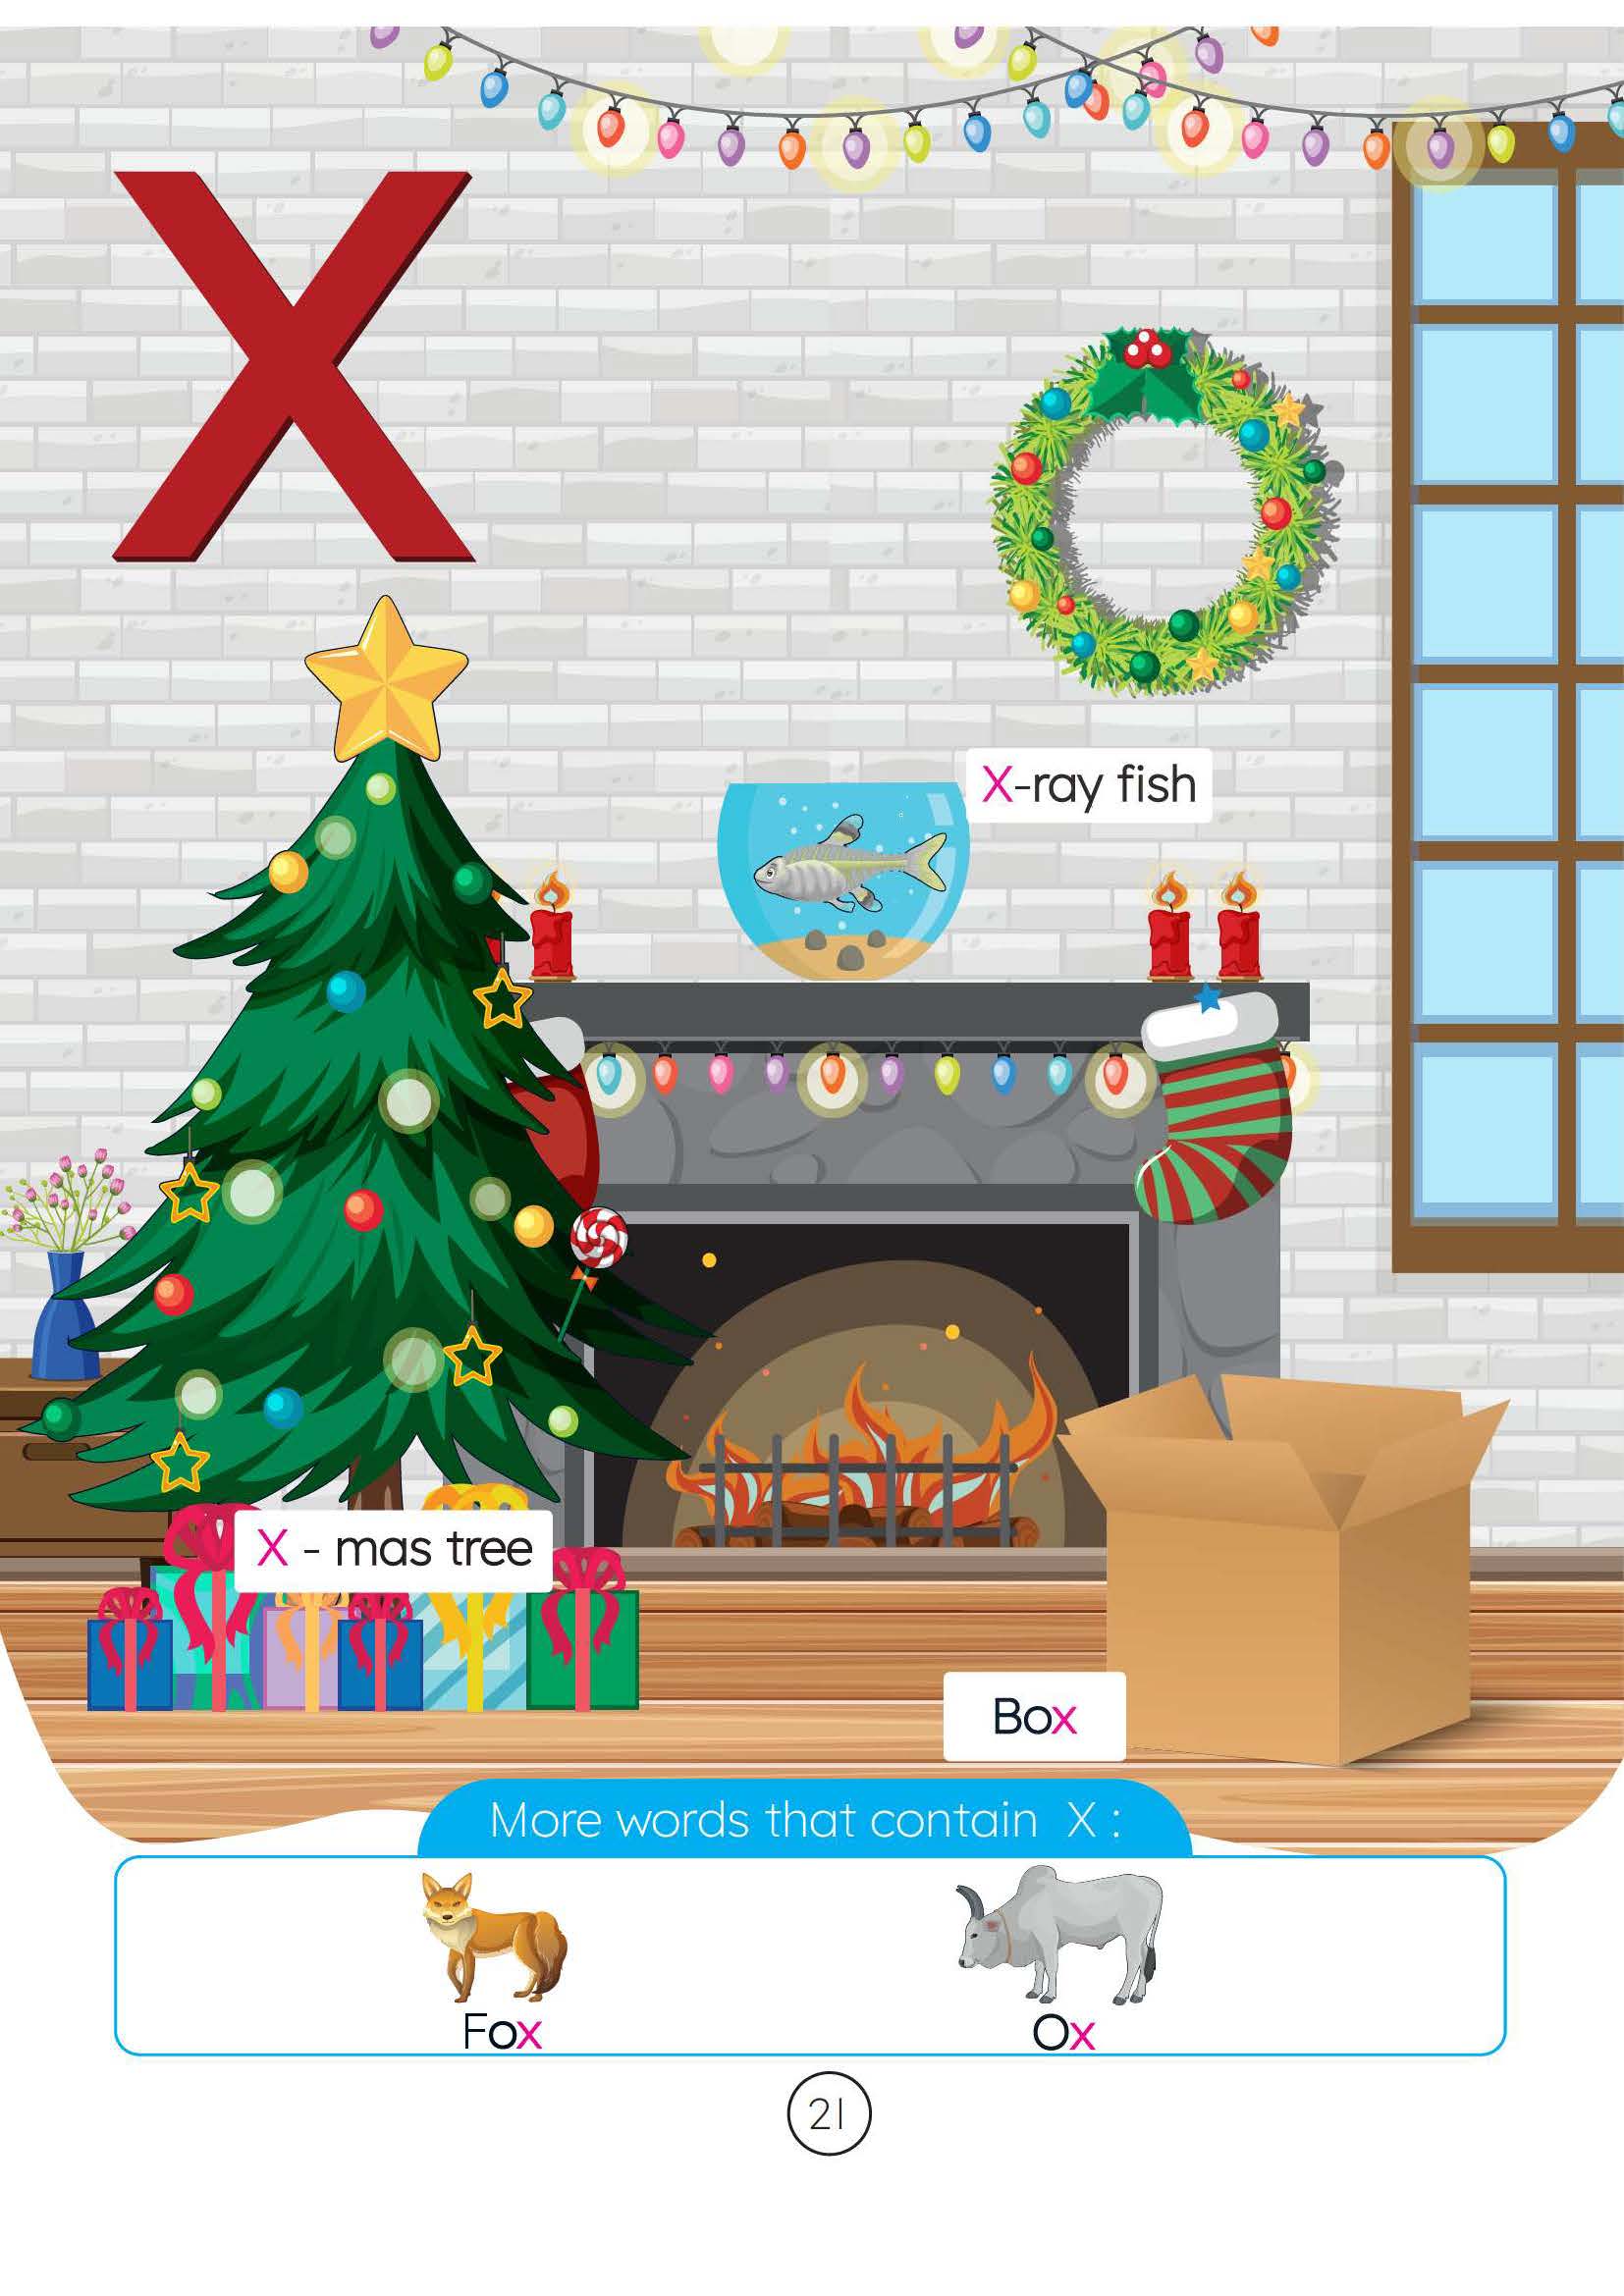 X
X-ray fish
X - mas tree
Box
More words that contain X :
Fox
Ox
21